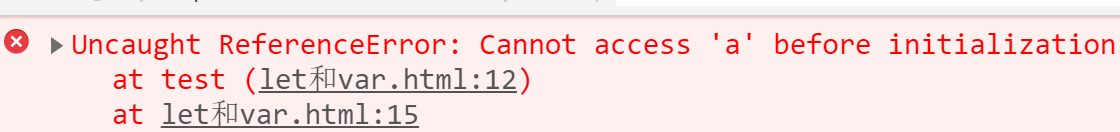 Uncaught ReferenceError: Cannot access 'a' before initialization
at test (let和var.html:12)
at let和var.html:15